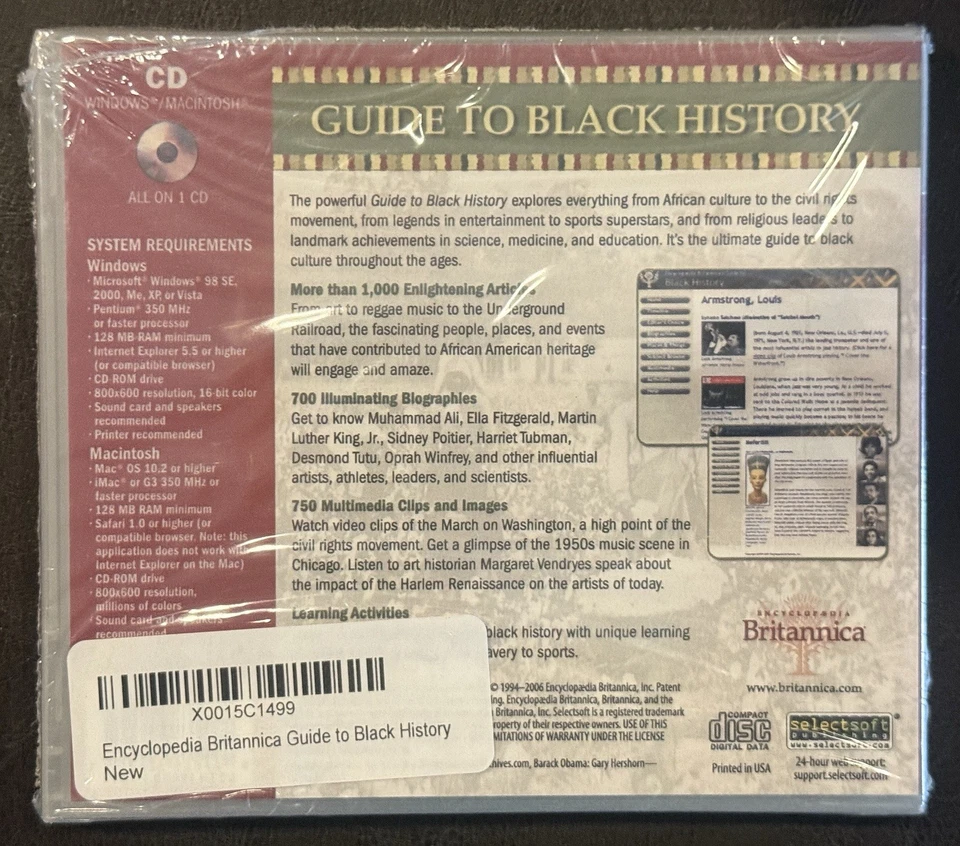 CD
WINDOWS®/MACINTOSH®
ALL ON 1 CD
SYSTEM REQUIREMENTS
Windows
· Microsoft® Windows® 98 SE,
2000, Me, XP, or Vista
· Pentium® 350 MHz
or faster processor
· 128 MB RAM minimum
· Internet Explorer 5.5 or higher
(or compatible browser)
· CD-ROM drive
· 800x600 resolution, 16-bit color
· Sound card and speakers
recommended
· Printer recommended
Macintosh
· Mac® OS 10.2 or higher
· iMac® or G3 350 MHz or
faster processor
· 128 MB RAM minimum
· Safari 1.0 or higher (or
compatible browser. Note: this
application does not work with
Internet Explorer on the Mac)
· CD-ROM drive
· 800x600 resolution,
millions of colors
· Sound card and speakers
recommended
GUIDE TO BLACK HISTORY
The powerful Guide to Black History explores everything from African culture to the civil rights
movement, from legends in entertainment to sports superstars, and from religious leaders to
landmark achievements in science, medicine, and education. It's the ultimate guide to black
culture throughout the ages.
More than 1,000 Enlightening Articles
From art to reggae music to the Underground
Railroad, the fascinating people, places, and events
that have contributed to African American heritage
will engage and amaze.
700 Illuminating Biographies
Get to know Muhammad Ali, Ella Fitzgerald, Martin
Luther King, Jr., Sidney Poitier, Harriet Tubman,
Desmond Tutu, Oprah Winfrey, and other influential
artists, athletes, leaders, and scientists.
750 Multimedia Clips and Images
Watch video clips of the March on Washington, a high point of the
civil rights movement. Get a glimpse of the 1950s music scene in
Chicago. Listen to art historian Margaret Vendryes speak about
the impact of the Harlem Renaissance on the artists of today.
Learning Activities
black history with unique learning
avery to sports.
Black History
Armstrong, Louis
ENCYCLOPÆDIA
Britannica
www.britannica.com
© 1994–2006 Encyclopædia Britannica, Inc. Patent
ing. Encyclopædia Britannica, Britannica, and the
Britannica, Inc. Selectsoft is a registered trademark
roperty of their respective owners. USE OF THIS
MITATIONS OF WARRANTY UNDER THE LICENSE
hives.com, Barack Obama: Gary Hershorn—
COMPACT
disc
DIGITAL DATA
Printed in USA
selectsoft
publishing
www.selectsoft.com
24-hour web support:
support.selectsoft.com
X0015C1499
Encyclopedia Britannica Guide to Black History
New